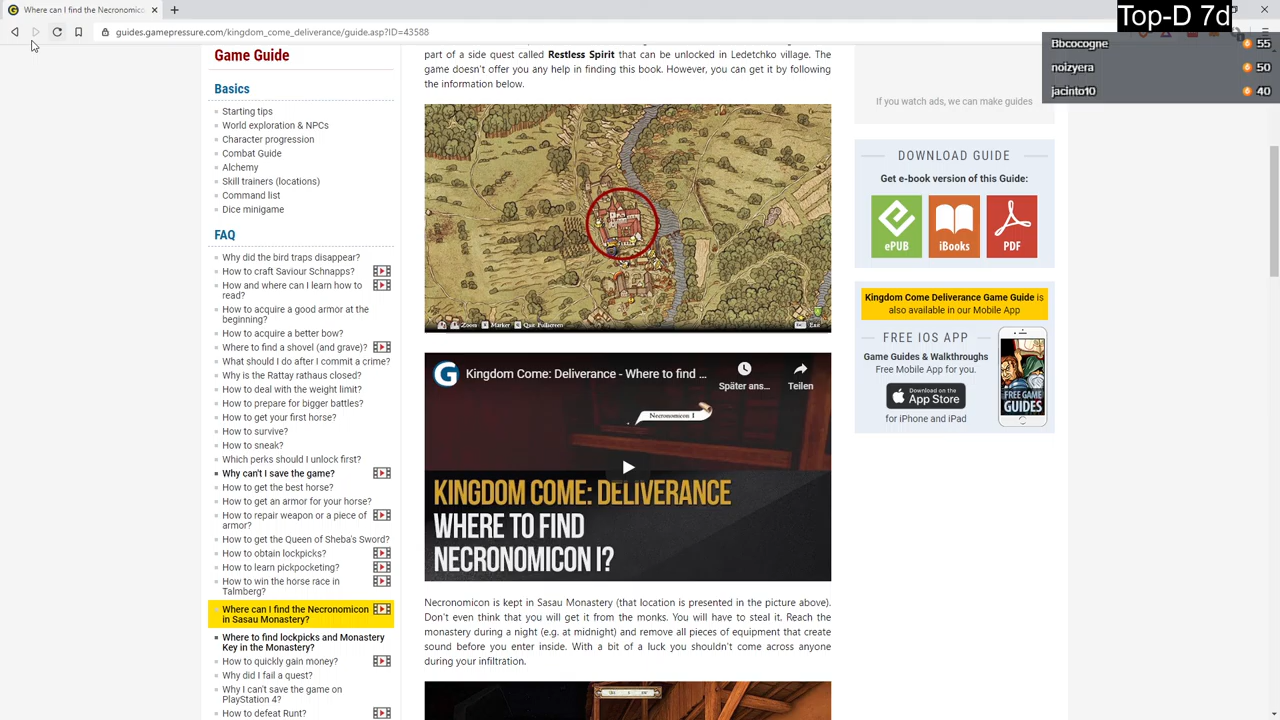 Where can I find the Necronomic
Top-D 7d
guides.gamepressure.com/kingdom_come_deliverance/guide.asp?ID=43588
Bbcocogne 55
noizyera 50
jacinto10 40
Game Guide
Basics
Starting tips
World exploration & NPCs
Character progression
Combat Guide
Alchemy
Skill trainers (locations)
Command list
Dice minigame
FAQ
Why did the bird traps disappear?
How to craft Saviour Schnapps?
How and where can I learn how to
read?
How to acquire a good armor at the
beginning?
How to acquire a better bow?
Where to find a shovel (and grave)?
What should I do after I commit a crime?
Why is the Rattay rathaus closed?
How to deal with the weight limit?
How to prepare for bigger battles?
How to get your first horse?
How to survive?
How to sneak?
Which perks should I unlock first?
Why can't I save the game?
How to get the best horse?
How to get an armor for your horse?
How to repair weapon or a piece of
armor?
How to get the Queen of Sheba's Sword?
How to obtain lockpicks?
How to learn pickpocketing?
How to win the horse race in
Talmberg?
Where can I find the Necronomicon
in Sasau Monastery?
Where to find lockpicks and Monastery
Key in the Monastery?
How to quickly gain money?
Why did I fail a quest?
Why I can't save the game on
PlayStation 4?
How to defeat Runt?
part of a side quest called Restless Spirit that can be unlocked in Ledetchko village. The
game doesn't offer you any help in finding this book. However, you can get it by following
the information below.
Zoom Marker Quit Fullscreen
Exit
Kingdom Come: Deliverance - Where to find ...
Später ans...
Teilen
Necronomicon I
KINGDOM COME: DELIVERANCE
WHERE TO FIND
NECRONOMICON I?
Necronomicon is kept in Sasau Monastery (that location is presented in the picture above).
Don't even think that you will get it from the monks. You will have to steal it. Reach the
monastery during a night (e.g. at midnight) and remove all pieces of equipment that create
sound before you enter inside. With a bit of a luck you shouldn't come across anyone
during your infiltration.
If you watch ads, we can make guides
DOWNLOAD GUIDE
Get e-book version of this Guide:
ePUB
iBooks
PDF
Kingdom Come Deliverance Game Guide is
also available in our Mobile App
FREE IOS APP
Game Guides & Walkthroughs
Free Mobile App for you.
Download on the
App Store
for iPhone and iPad
FREE GAME
GUIDES